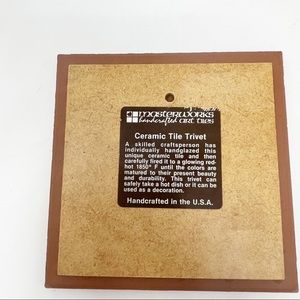 masterworks
handcrafted art tiles
Ceramic Tile Trivet
A skilled craftsperson has
individually handglazed this
unique ceramic tile and then
carefully fired it to a glowing red-
hot 1850° F until the colors are
matured to their present beauty
and durability. This trivet can
safely take a hot dish or it can be
used as a decoration.
Handcrafted in the U.S.A.